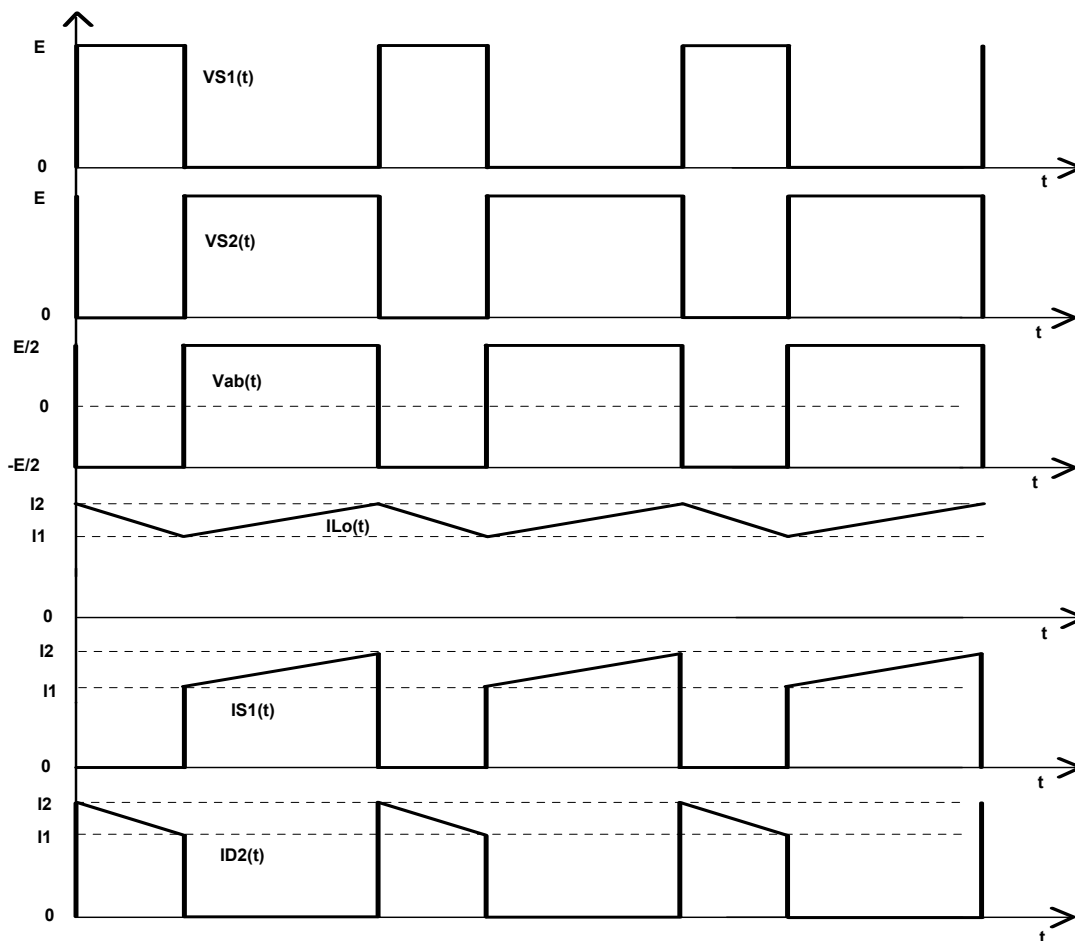 E
VS1(t)
0
t
E
VS2(t)
0
t
E/2
Vab(t)
0
-E/2
t
I2
I1
ILo(t)
0
t
I2
I1
IS1(t)
0
t
I2
I1
ID2(t)
0
t